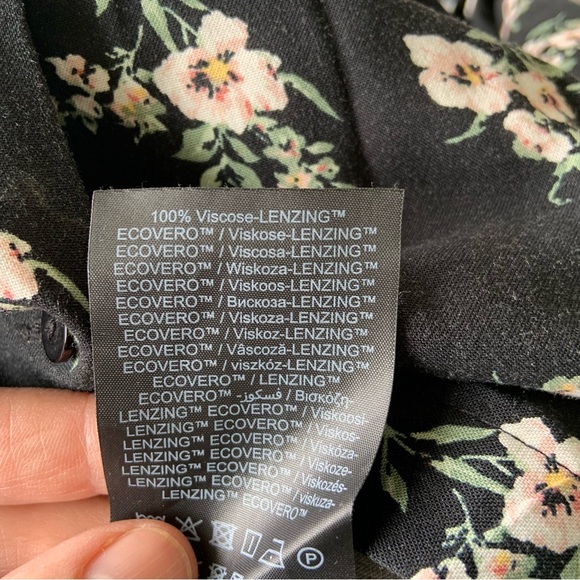 100% Viscose-LENZING™
ECOVERO™ / Viskose-LENZING™
ECOVERO™ / Viscosa-LENZING™
ECOVERO™ / Wiskoza-LENZING™
ECOVERO™ / Viskoos-LENZING™
ECOVERO™ / Вискоза-LENZING™
ECOVERO™ / Viskoza-LENZING™
ECOVERO™ / Viskoz-LENZING™
ECOVERO™ / Vâscoză-LENZING™
ECOVERO™ / viszkóz-LENZING™
ECOVERO™ / LENZING™
ECOVERO™ -فسكوز / Βισκόζη-
LENZING™ ECOVERO™ / Viskoosi-
LENZING™ ECOVERO™ / Viskos-
LENZING™ ECOVERO™ / Viskóza-
LENZING™ ECOVERO™ / Viskoze-
LENZING™ ECOVERO™ / Viskozės-
LENZING™ ECOVERO™ / viskuza-
LENZING™ ECOVERO™
P